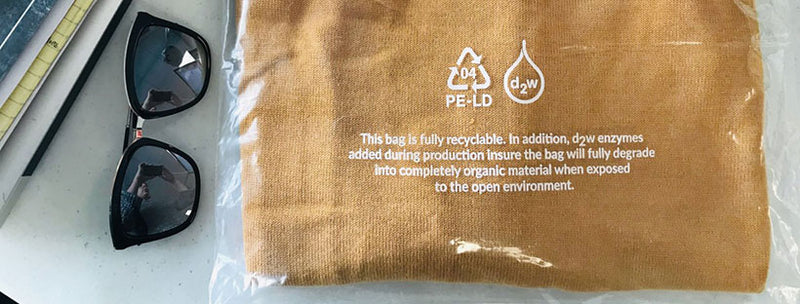 04
PE-LD
d2w
This bag is fully recyclable. In addition, d2w enzymes
added during production insure the bag will fully degrade
into completely organic material when exposed
to the open environment.